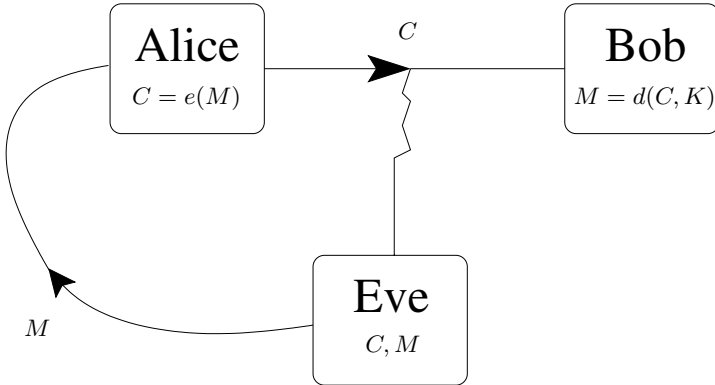 Alice
C = e(M)
C
Bob
M = d(C, K)
M
Eve
C, M